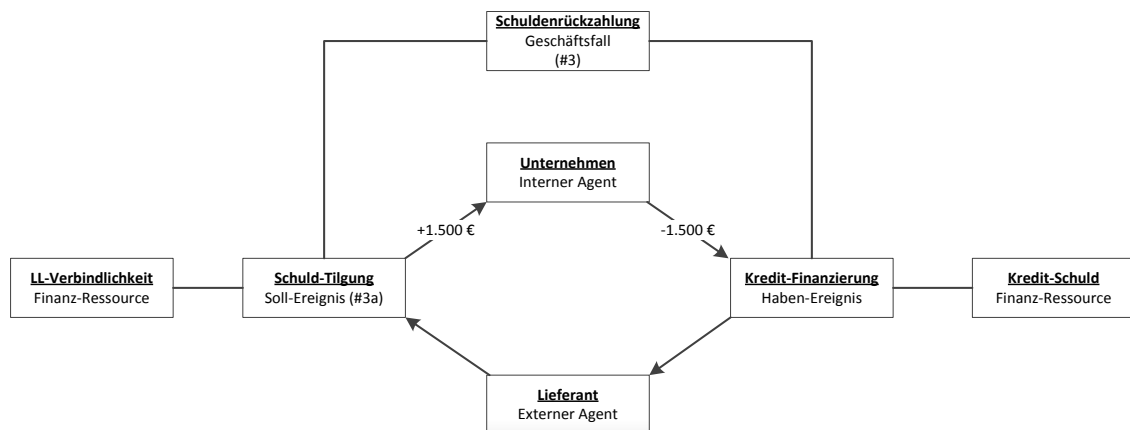 Schuldenrückzahlung
Geschäftsfall
(#3)
Unternehmen
Interner Agent
+1.500 €
-1.500 €
LL-Verbindlichkeit
Finanz-Ressource
Schuld-Tilgung
Soll-Ereignis (#3a)
Kredit-Finanzierung
Haben-Ereignis
Kredit-Schuld
Finanz-Ressource
Lieferant
Externer Agent